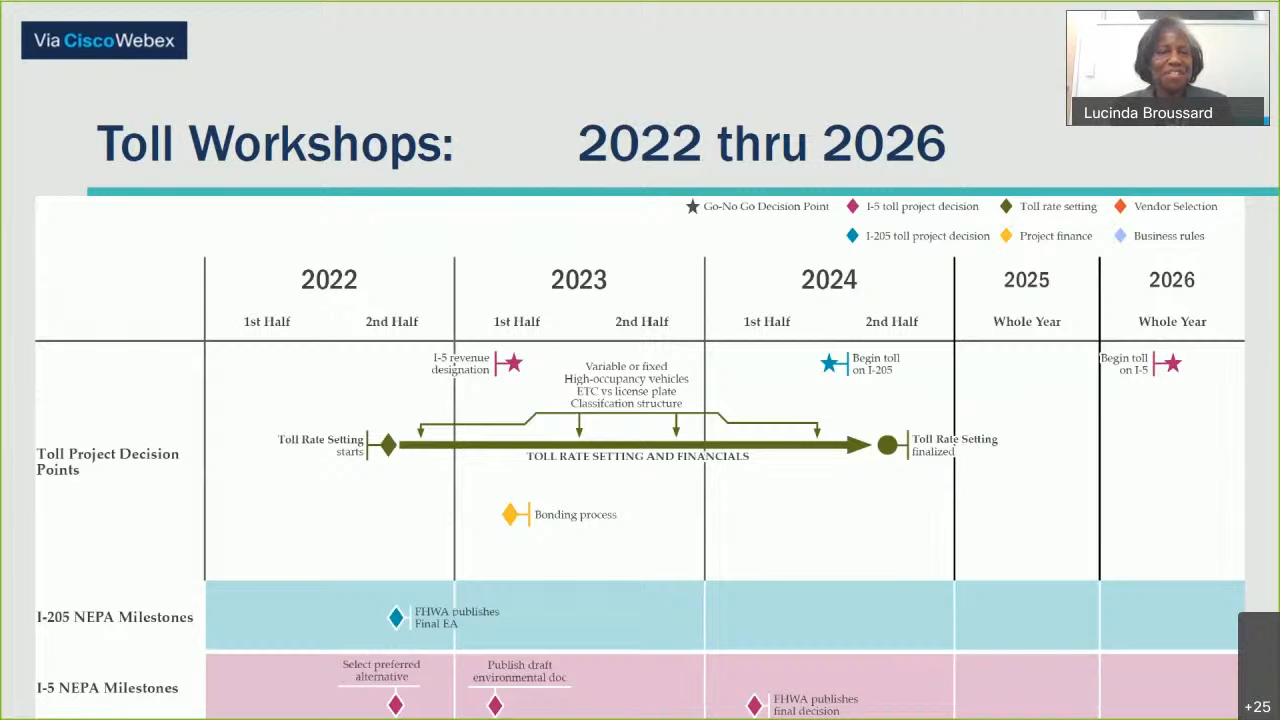 Via CiscoWebex
Lucinda Broussard
Toll Workshops: 2022 thru 2026
Go-No Go Decision Point
I-5 toll project decision
Toll rate setting
Vendor Selection
I-205 toll project decision
Project finance
Business rules
2022
2023
2024
2025
2026
1st Half
2nd Half
1st Half
2nd Half
1st Half
2nd Half
Whole Year
Whole Year
Toll Project Decision
Points
I-5 revenue
designation
Variable or fixed
High-occupancy vehicles
ETC vs license plate
Classifcation structure
Begin toll
on I-205
Begin toll
on I-5
Toll Rate Setting
starts
TOLL RATE SETTING AND FINANCIALS
Toll Rate Setting
finalized
Bonding process
I-205 NEPA Milestones
FHWA publishes
Final EA
I-5 NEPA Milestones
Select preferred
alternative
Publish draft
environmental doc
FHWA publishes
final decision
+25